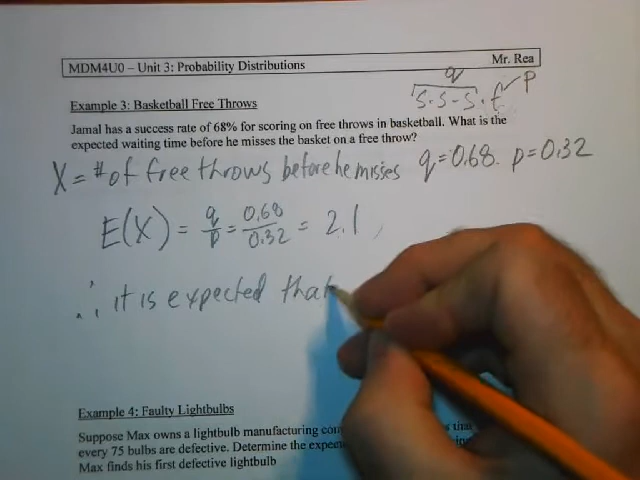 MDM4U0 – Unit 3: Probability Distributions Mr. Rea
q
S·S-S·f p
Example 3: Basketball Free Throws
Jamal has a success rate of 68% for scoring on free throws in basketball. What is the
expected waiting time before he misses the basket on a free throw?
X = # of free throws before he misses q=0.68. p=0.32
E(X) = q/p = 0.68/0.32 = 2.1
∴ it is expected that
Example 4: Faulty Lightbulbs
Suppose Max owns a lightbulb manufacturing
every 75 bulbs are defective. Determine the
Max finds his first defective lightbulb